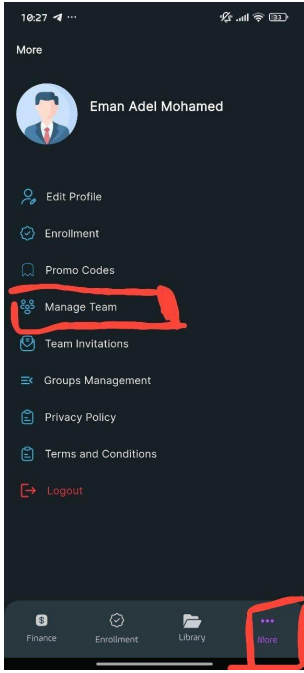 10:27
33
More
Eman Adel Mohamed
Edit Profile
Enrollment
Promo Codes
Manage Team
Team Invitations
Groups Management
Privacy Policy
Terms and Conditions
Logout
Finance
Enrollment
Library
More